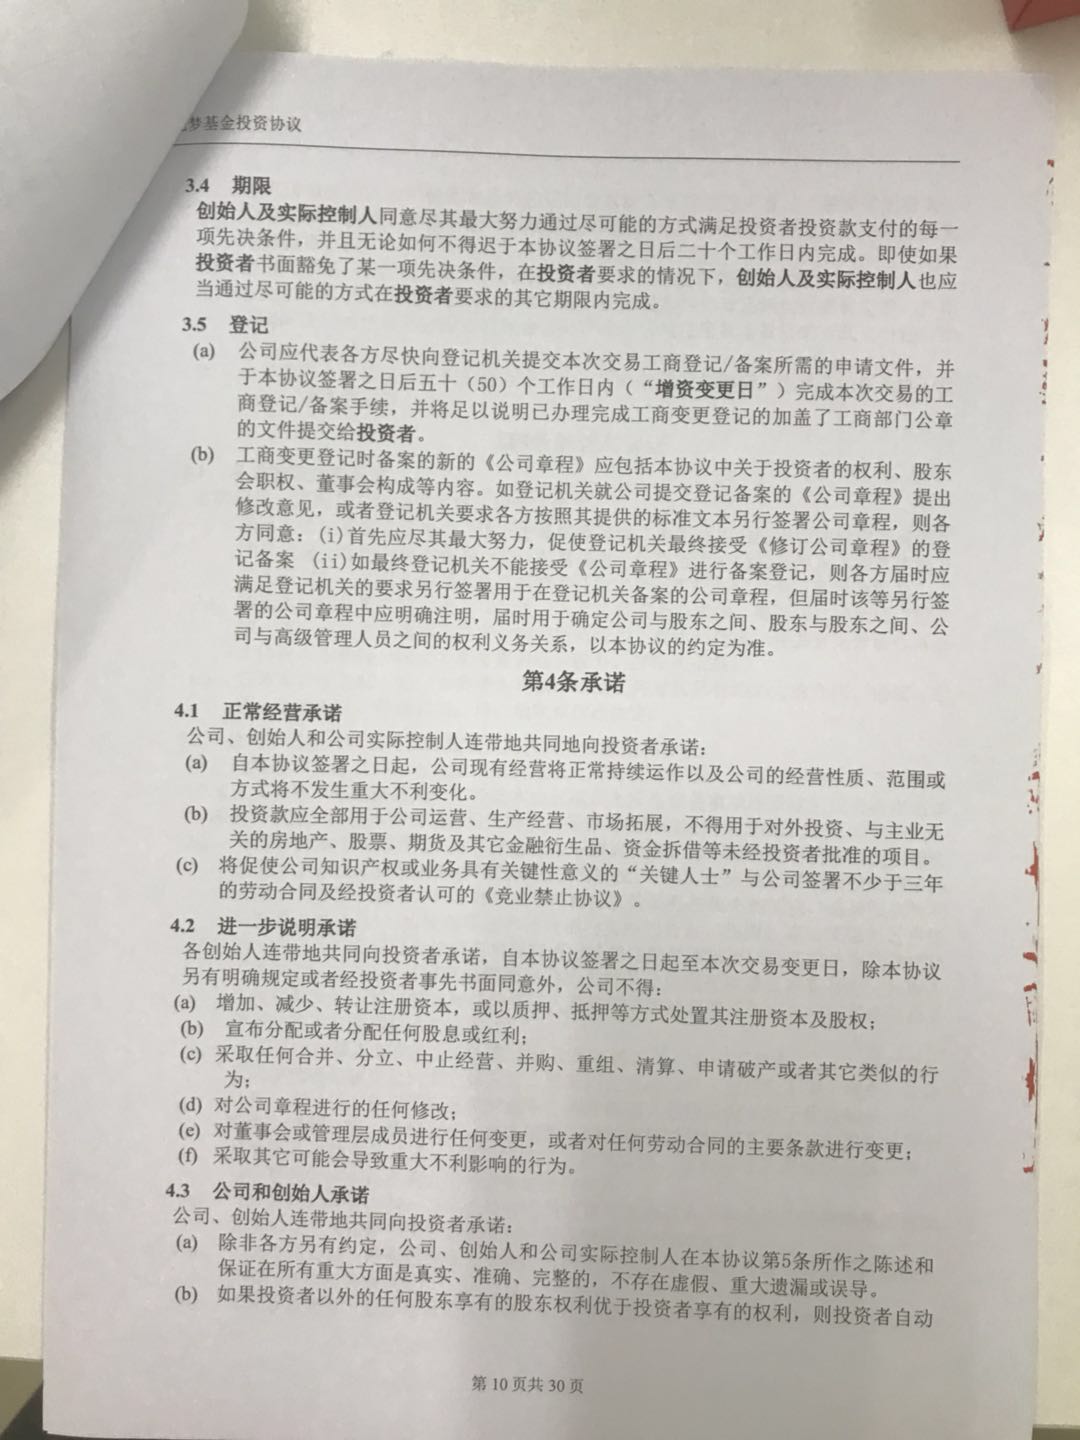 梦基金投资协议
3.4 期限
创始人及实际控制人同意尽其最大努力通过尽可能的方式满足投资者投资款支付的每一
项先决条件，并且无论如何不得迟于本协议签署之日后二十个工作日内完成。即使如果
投资者书面豁免了某一项先决条件，在投资者要求的情况下，创始人及实际控制人也应
当通过尽可能的方式在投资者要求的其它期限内完成。
3.5 登记
(a) 公司应代表各方尽快向登记机关提交本次交易工商登记/备案所需的申请文件，并
于本协议签署之日后五十（50）个工作日内（“增资变更日”）完成本次交易的工
商登记/备案手续，并将足以说明已办理完成工商变更登记的加盖了工商部门公章
的文件提交给投资者。
(b) 工商变更登记时备案的新的《公司章程》应包括本协议中关于投资者的权利、股东
会职权、董事会构成等内容。如登记机关就公司提交登记备案的《公司章程》提出
修改意见，或者登记机关要求各方按照其提供的标准文本另行签署公司章程，则各
方同意：(i)首先应尽其最大努力，促使登记机关最终接受《修订公司章程》的登
记备案 (ii)如最终登记机关不能接受《公司章程》进行备案登记，则各方届时应
满足登记机关的要求另行签署用于在登记机关备案的公司章程，但届时该等另行签
署的公司章程中应明确注明，届时用于确定公司与股东之间、股东与股东之间、公
司与高级管理人员之间的权利义务关系，以本协议的约定为准。
第4条承诺
4.1 正常经营承诺
公司、创始人和公司实际控制人连带地共同地向投资者承诺：
(a) 自本协议签署之日起，公司现有经营将正常持续运作以及公司的经营性质、范围或
方式将不发生重大不利变化。
(b) 投资款应全部用于公司运营、生产经营、市场拓展，不得用于对外投资、与主业无
关的房地产、股票、期货及其它金融衍生品、资金拆借等未经投资者批准的项目。
(c) 将促使公司知识产权或业务具有关键性意义的“关键人士”与公司签署不少于三年
的劳动合同及经投资者认可的《竞业禁止协议》。
4.2 进一步说明承诺
各创始人连带地共同向投资者承诺，自本协议签署之日起至本次交易变更日，除本协议
另有明确规定或者经投资者事先书面同意外，公司不得：
(a) 增加、减少、转让注册资本，或以质押、抵押等方式处置其注册资本及股权；
(b) 宣布分配或者分配任何股息或红利；
(c) 采取任何合并、分立、中止经营、并购、重组、清算、申请破产或者其它类似的行
为；
(d) 对公司章程进行的任何修改；
(e) 对董事会或管理层成员进行任何变更，或者对任何劳动合同的主要条款进行变更；
(f) 采取其它可能会导致重大不利影响的行为。
4.3 公司和创始人承诺
公司、创始人连带地共同向投资者承诺：
(a) 除非各方另有约定，公司、创始人和公司实际控制人在本协议第5条所作之陈述和
保证在所有重大方面是真实、准确、完整的，不存在虚假、重大遗漏或误导。
(b) 如果投资者以外的任何股东享有的股东权利优于投资者享有的权利，则投资者自动
第 10 页共 30 页